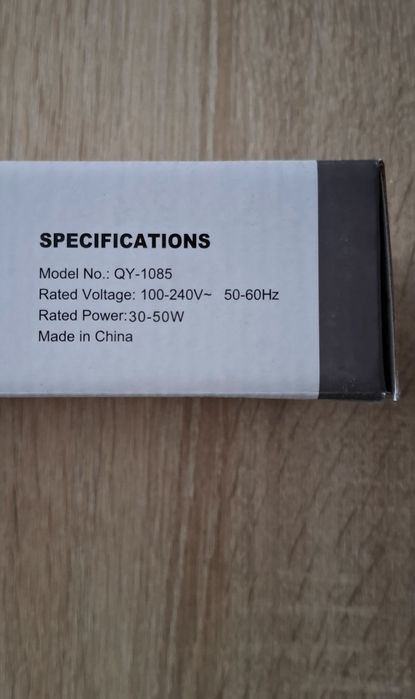 SPECIFICATIONS
Model No.: QY-1085
Rated Voltage: 100-240V~ 50-60Hz
Rated Power:30-50W
Made in China